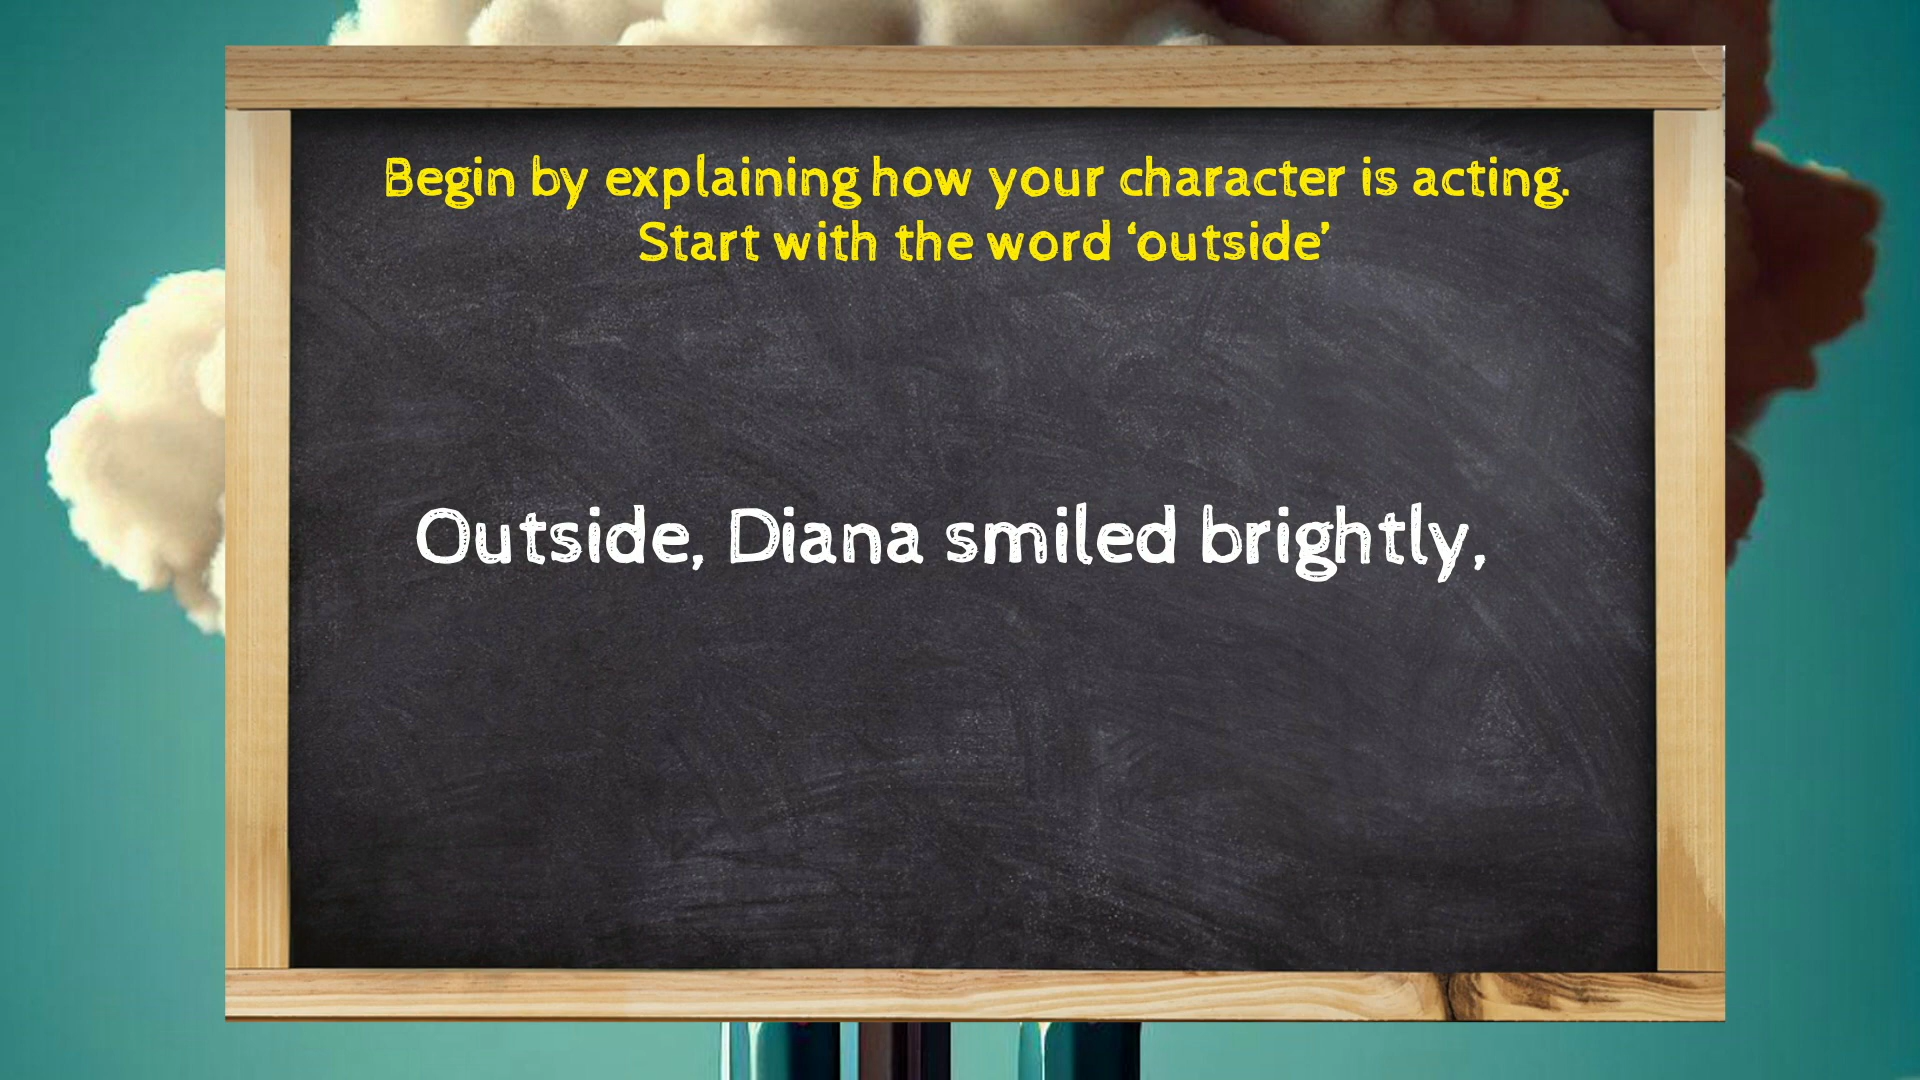 Begin by explaining how your character is acting.
Start with the word ‘outside’
Outside, Diana smiled brightly,